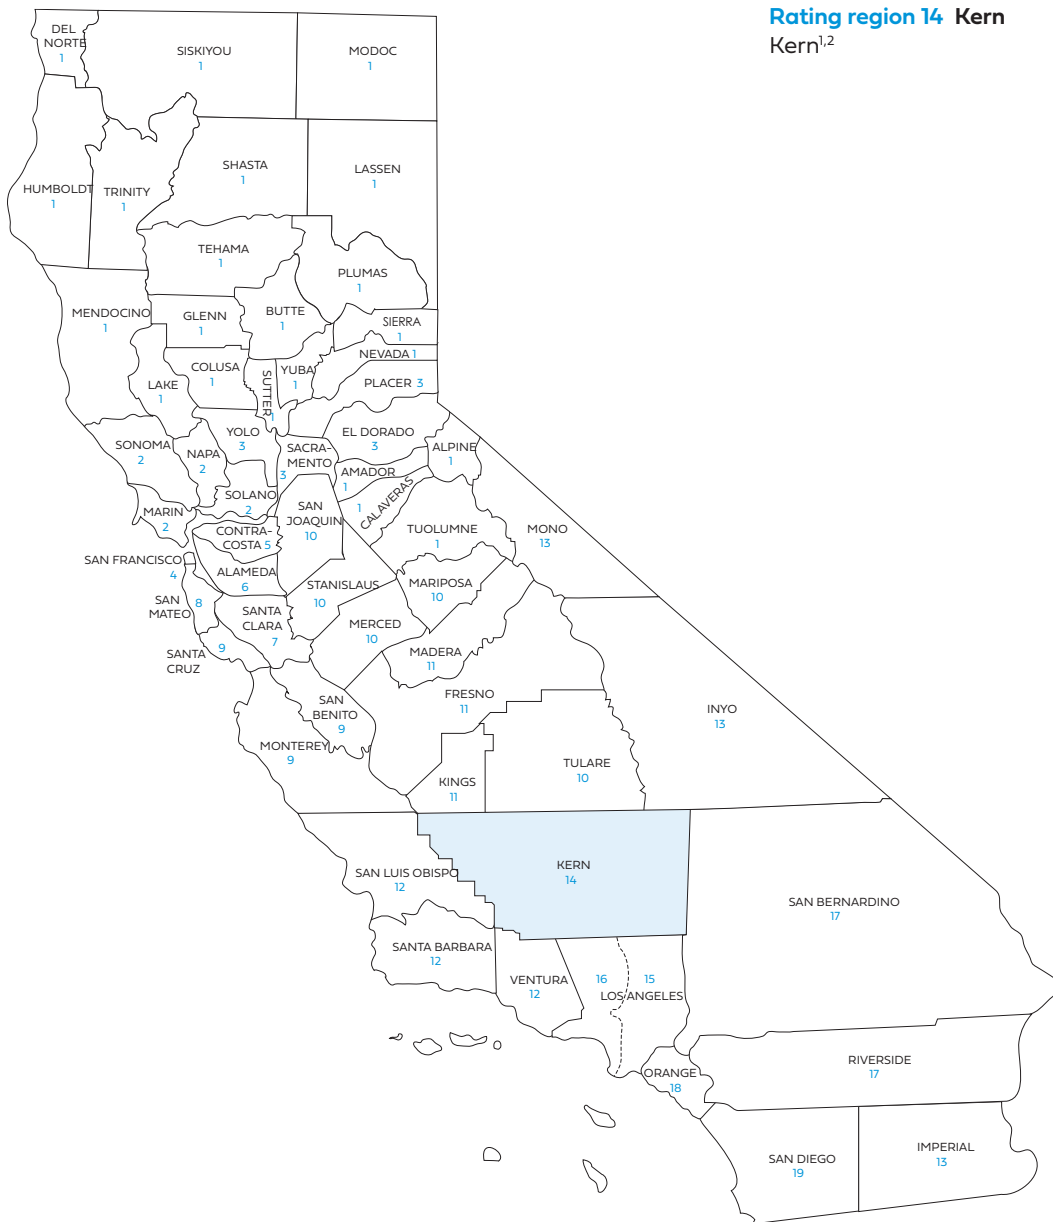 Rating region 14 Kern
Kern1,2
DEL
NORTE
1
SISKIYOU
1
MODOC
1
SHASTA
1
LASSEN
1
HUMBOLDT
1
TRINITY
1
TEHAMA
1
PLUMAS
1
MENDOCINO
1
GLENN
1
BUTTE
1
SIERRA
1
NEVADA 1
COLUSA
1
SUTTER
1
YUBA
1
PLACER 3
LAKE
1
SONOMA
2
NAPA
2
YOLO
3
SACRA-
MENTO
3
EL DORADO
3
ALPINE
1
AMADOR
1
CALAVERAS
1
SOLANO
2
MARIN
2
SAN
JOAQUIN
10
CONTRA-
COSTA 5
TUOLUMNE
1
MONO
13
SAN FRANCISCO
4
ALAMEDA
6
STANISLAUS
10
MARIPOSA
10
SAN
MATEO
8
SANTA
CLARA
7
MERCED
10
SANTA
CRUZ
9
MADERA
11
FRESNO
11
SAN
BENITO
9
INYO
13
MONTEREY
9
TULARE
10
KINGS
11
KERN
14
SAN LUIS OBISPO
12
SAN BERNARDINO
17
SANTA BARBARA
12
VENTURA
12
16
15
LOS ANGELES
RIVERSIDE
17
ORANGE
18
SAN DIEGO
19
IMPERIAL
13